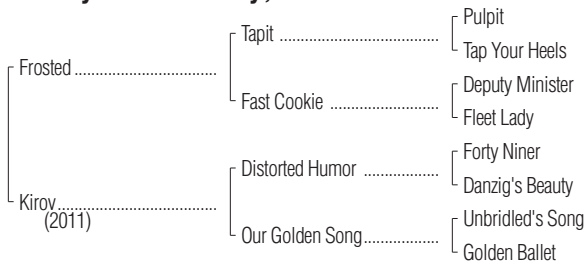 Pulpit
Tapit
Tap Your Heels
Frosted
Deputy Minister
Fast Cookie
Fleet Lady
Forty Niner
Distorted Humor
Danzig's Beauty
Kirov
(2011)
Unbridled's Song
Our Golden Song
Golden Ballet